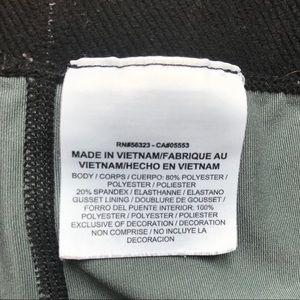 RN#56323 - CA#05553
MADE IN VIETNAM/FABRIQUE AU
VIETNAM/HECHO EN VIETNAM
BODY / CORPS / CUERPO: 80% POLYESTER /
POLYESTER / POLIESTER
20% SPANDEX / ELASTHANNE / ELASTANO
GUSSET LINING / DOUBLURE DE GOUSSET /
FORRO DEL PUENTE INTERIOR: 100%
POLYESTER / POLYESTER / POLIESTER
EXCLUSIVE OF DECORATION / DECORATION
NON COMPRISE / NO INCLUYE LA
DECORACION